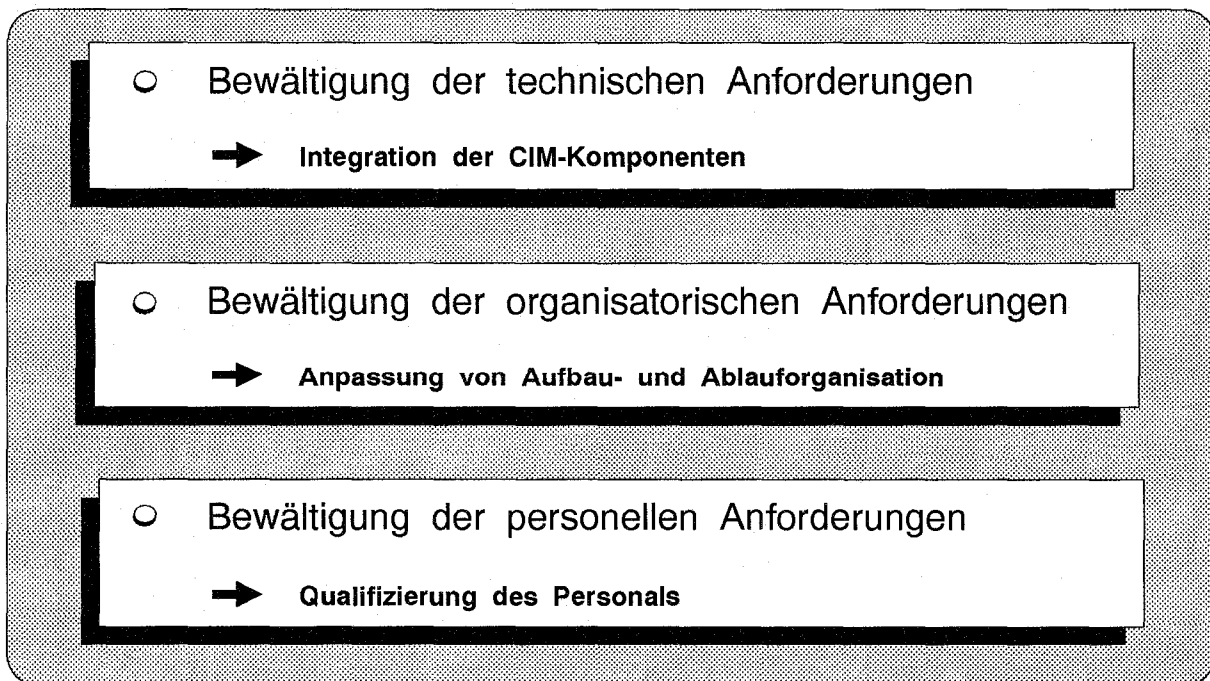 ○ Bewältigung der technischen Anforderungen
➔ Integration der CIM-Komponenten
○ Bewältigung der organisatorischen Anforderungen
➔ Anpassung von Aufbau- und Ablauforganisation
○ Bewältigung der personellen Anforderungen
➔ Qualifizierung des Personals